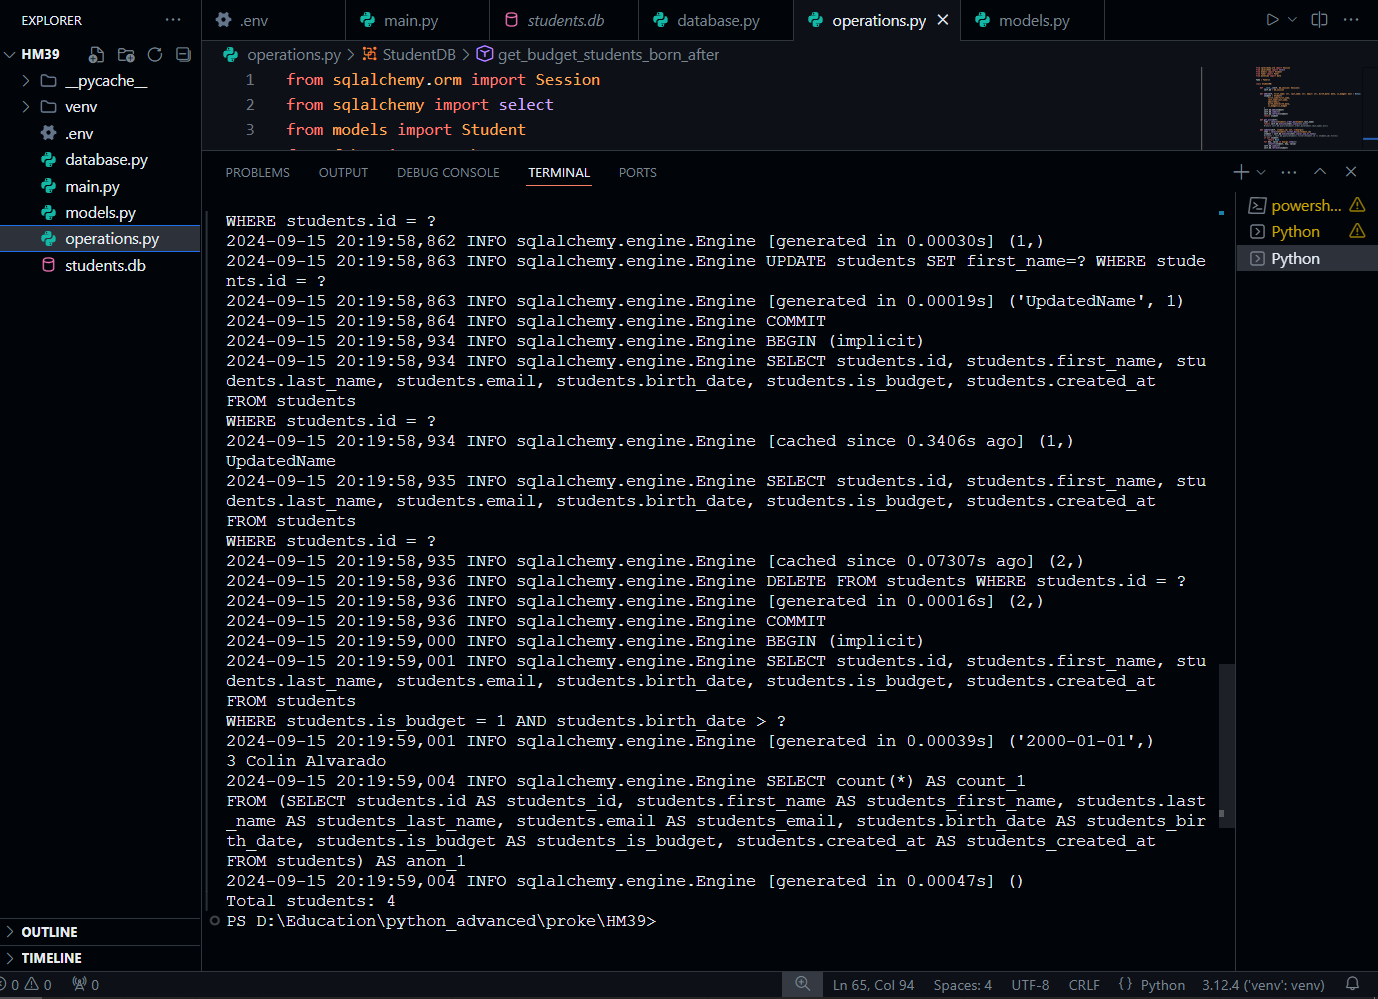 EXPLORER
HM39
__pycache__
venv
.env
database.py
main.py
models.py
operations.py
students.db
OUTLINE
TIMELINE
.env
main.py
students.db
database.py
operations.py
models.py
operations.py > StudentDB > get_budget_students_born_after
1 from sqlalchemy.orm import Session
2 from sqlalchemy import select
3 from models import Student
PROBLEMS OUTPUT DEBUG CONSOLE TERMINAL PORTS
powersh...
Python
Python
WHERE students.id = ?
2024-09-15 20:19:58,862 INFO sqlalchemy.engine.Engine [generated in 0.00030s] (1,)
2024-09-15 20:19:58,863 INFO sqlalchemy.engine.Engine UPDATE students SET first_name=? WHERE stude
nts.id = ?
2024-09-15 20:19:58,863 INFO sqlalchemy.engine.Engine [generated in 0.00019s] ('UpdatedName', 1)
2024-09-15 20:19:58,864 INFO sqlalchemy.engine.Engine COMMIT
2024-09-15 20:19:58,934 INFO sqlalchemy.engine.Engine BEGIN (implicit)
2024-09-15 20:19:58,934 INFO sqlalchemy.engine.Engine SELECT students.id, students.first_name, stu
dents.last_name, students.email, students.birth_date, students.is_budget, students.created_at
FROM students
WHERE students.id = ?
2024-09-15 20:19:58,934 INFO sqlalchemy.engine.Engine [cached since 0.3406s ago] (1,)
UpdatedName
2024-09-15 20:19:58,935 INFO sqlalchemy.engine.Engine SELECT students.id, students.first_name, stu
dents.last_name, students.email, students.birth_date, students.is_budget, students.created_at
FROM students
WHERE students.id = ?
2024-09-15 20:19:58,935 INFO sqlalchemy.engine.Engine [cached since 0.07307s ago] (2,)
2024-09-15 20:19:58,936 INFO sqlalchemy.engine.Engine DELETE FROM students WHERE students.id = ?
2024-09-15 20:19:58,936 INFO sqlalchemy.engine.Engine [generated in 0.00016s] (2,)
2024-09-15 20:19:58,936 INFO sqlalchemy.engine.Engine COMMIT
2024-09-15 20:19:59,000 INFO sqlalchemy.engine.Engine BEGIN (implicit)
2024-09-15 20:19:59,001 INFO sqlalchemy.engine.Engine SELECT students.id, students.first_name, stu
dents.last_name, students.email, students.birth_date, students.is_budget, students.created_at
FROM students
WHERE students.is_budget = 1 AND students.birth_date > ?
2024-09-15 20:19:59,001 INFO sqlalchemy.engine.Engine [generated in 0.00039s] ('2000-01-01',)
3 Colin Alvarado
2024-09-15 20:19:59,004 INFO sqlalchemy.engine.Engine SELECT count(*) AS count_1
FROM (SELECT students.id AS students_id, students.first_name AS students_first_name, students.last
_name AS students_last_name, students.email AS students_email, students.birth_date AS students_bir
th_date, students.is_budget AS students_is_budget, students.created_at AS students_created_at
FROM students) AS anon_1
2024-09-15 20:19:59,004 INFO sqlalchemy.engine.Engine [generated in 0.00047s] ()
Total students: 4
PS D:\Education\python_advanced\proke\HM39>
0 0 0 Ln 65, Col 94 Spaces: 4 UTF-8 CRLF {} Python 3.12.4 ('venv': venv)